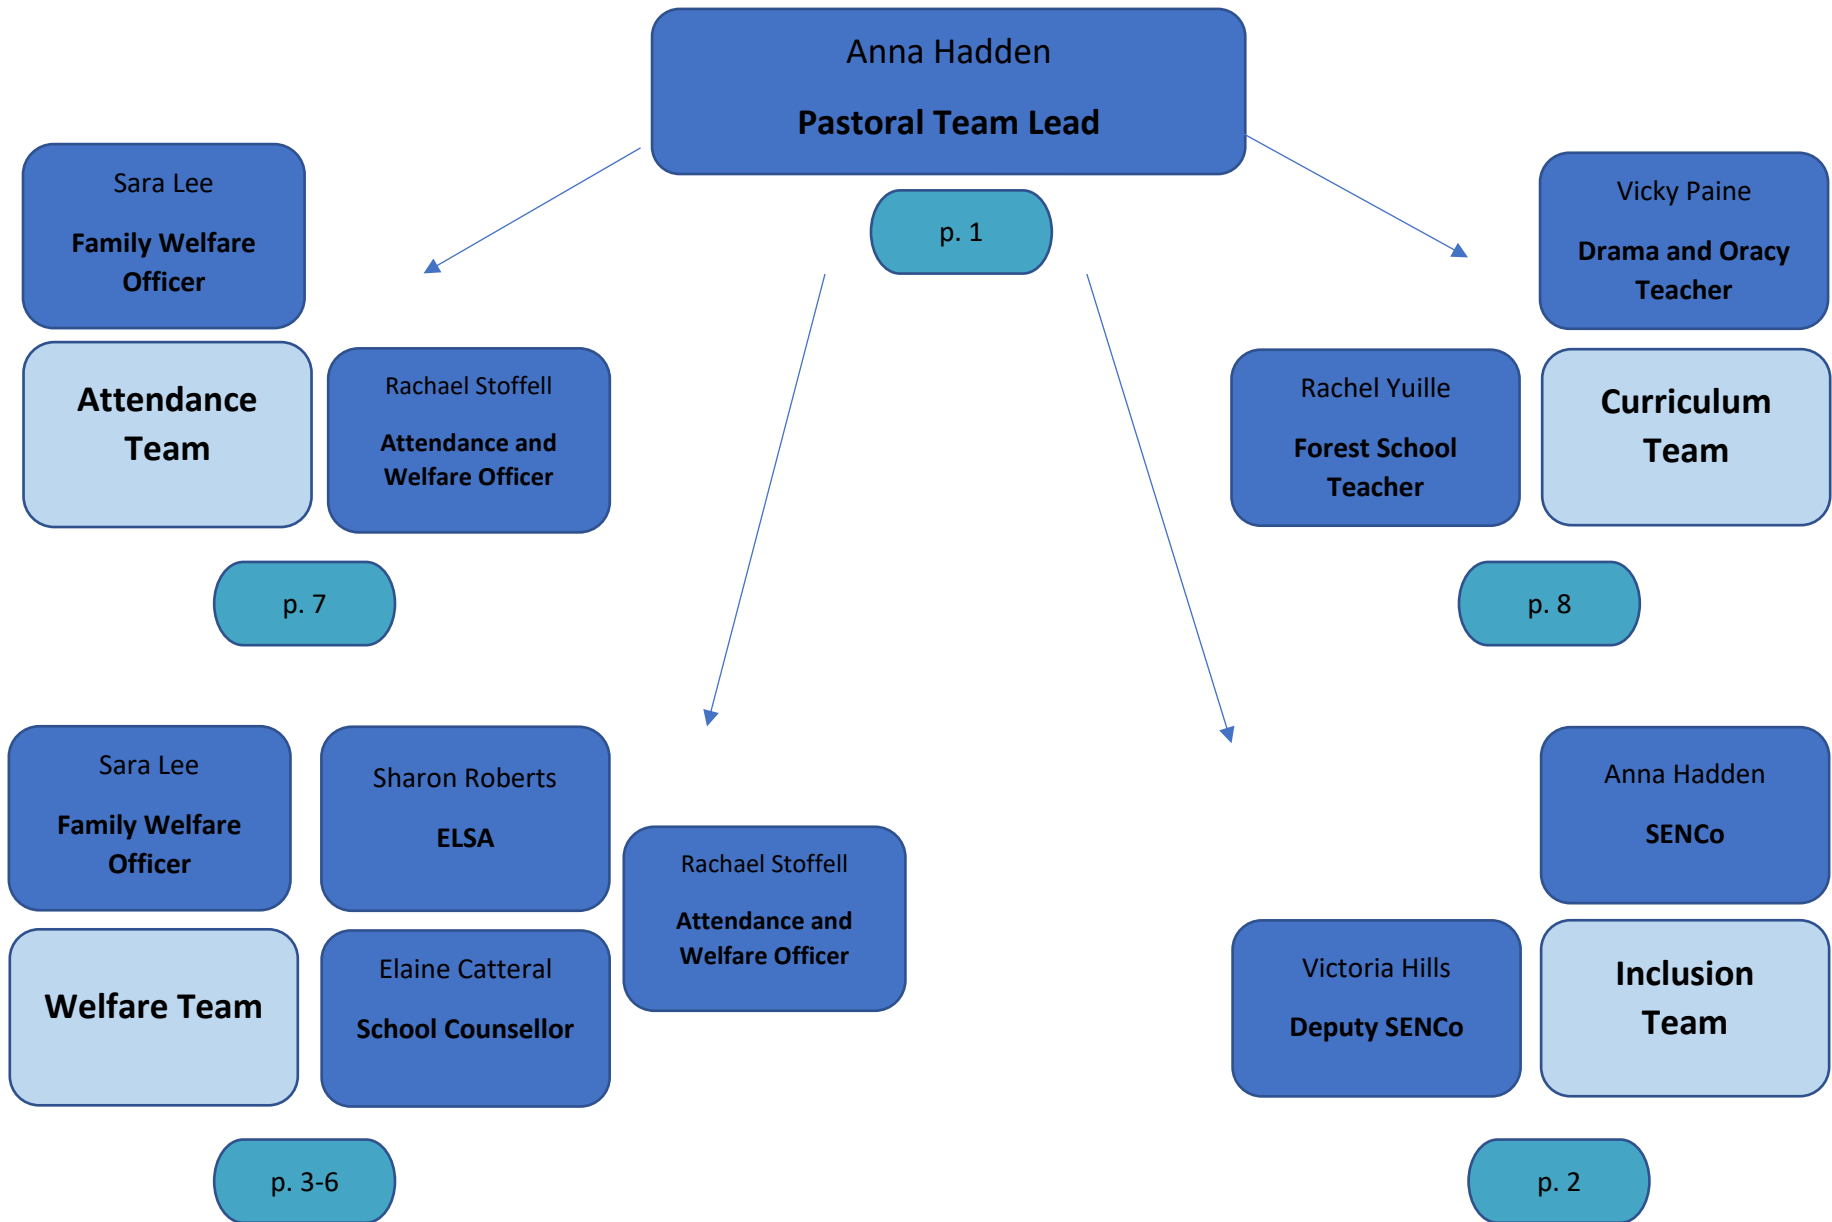 Anna Hadden
Pastoral Team Lead
p. 1
Sara Lee
Family Welfare
Officer
Attendance
Team
Rachael Stoffell
Attendance and
Welfare Officer
p. 7
Vicky Paine
Drama and Oracy
Teacher
Rachel Yuille
Forest School
Teacher
Curriculum
Team
p. 8
Sara Lee
Family Welfare
Officer
Sharon Roberts
ELSA
Rachael Stoffell
Attendance and
Welfare Officer
Welfare Team
Elaine Catteral
School Counsellor
p. 3-6
Anna Hadden
SENCo
Victoria Hills
Deputy SENCo
Inclusion
Team
p. 2